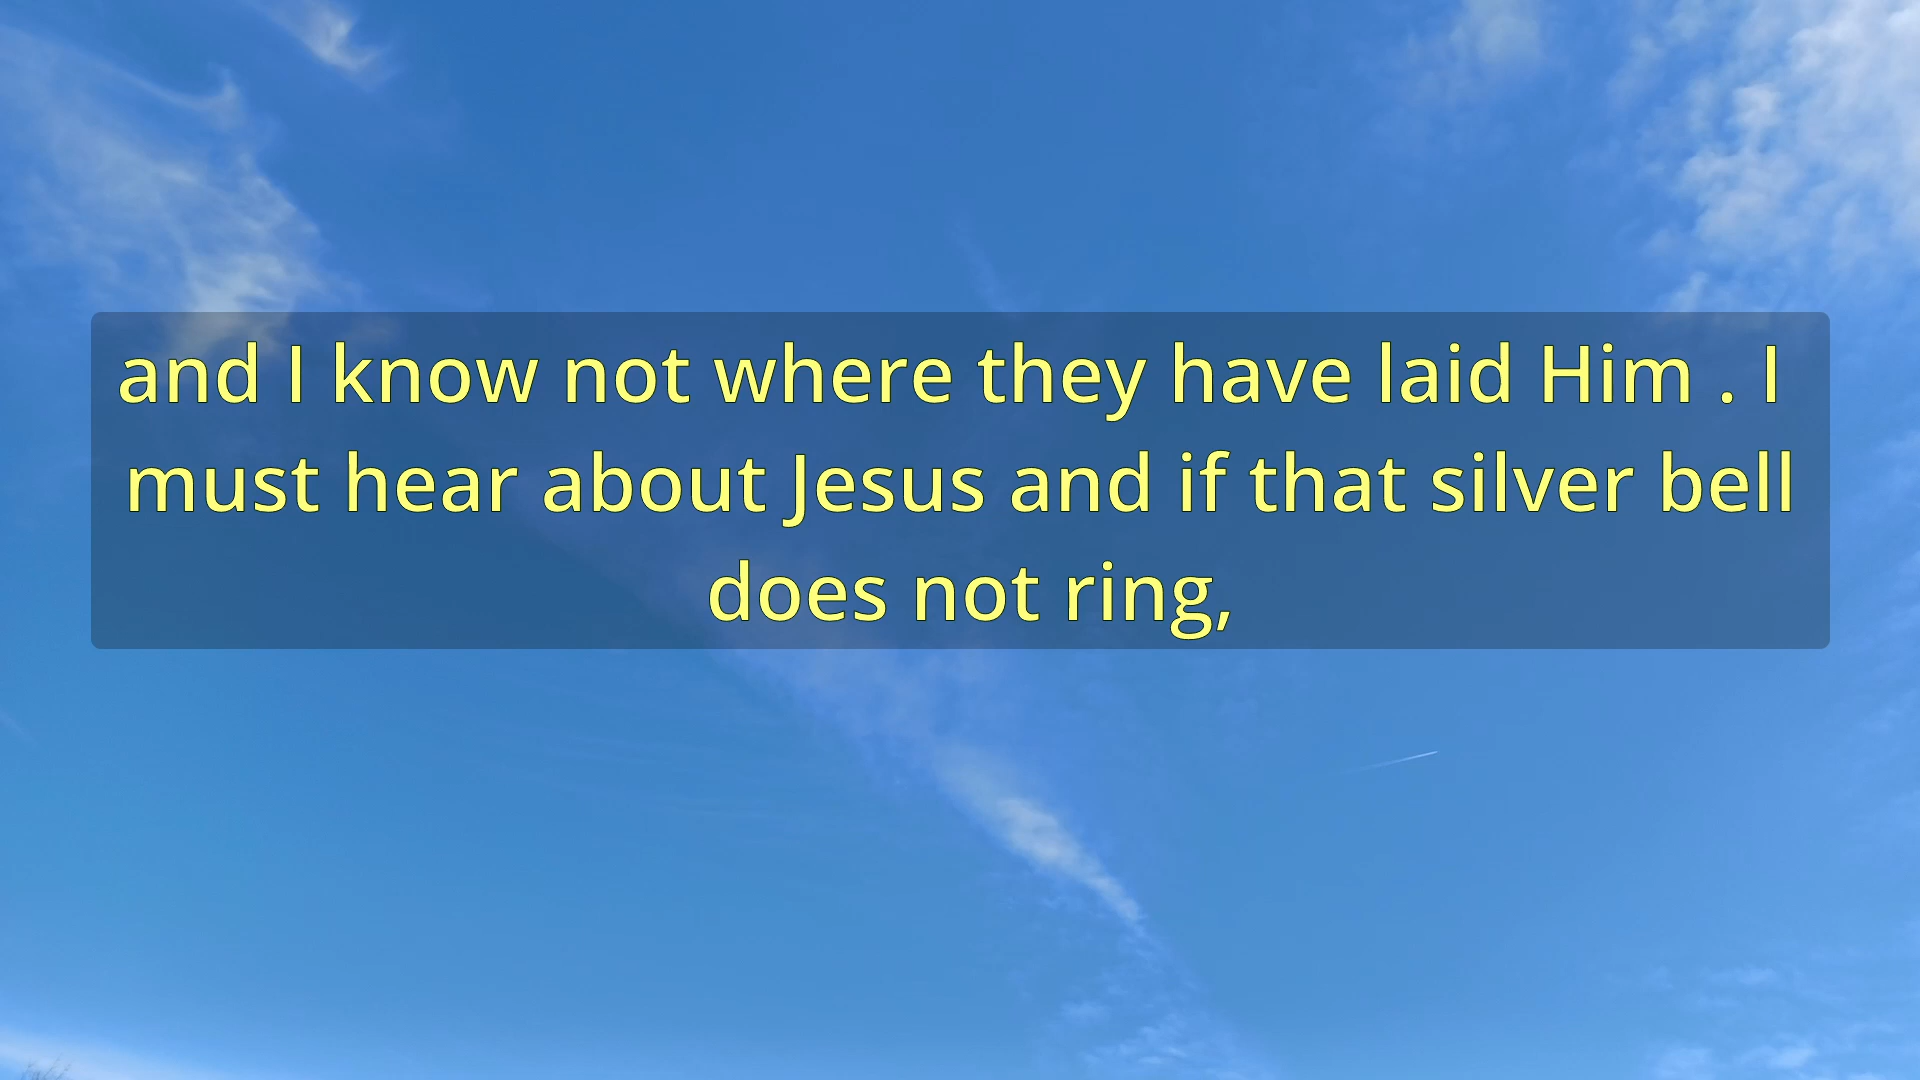 and I know not where they have laid Him . I
must hear about Jesus and if that silver bell
does not ring,